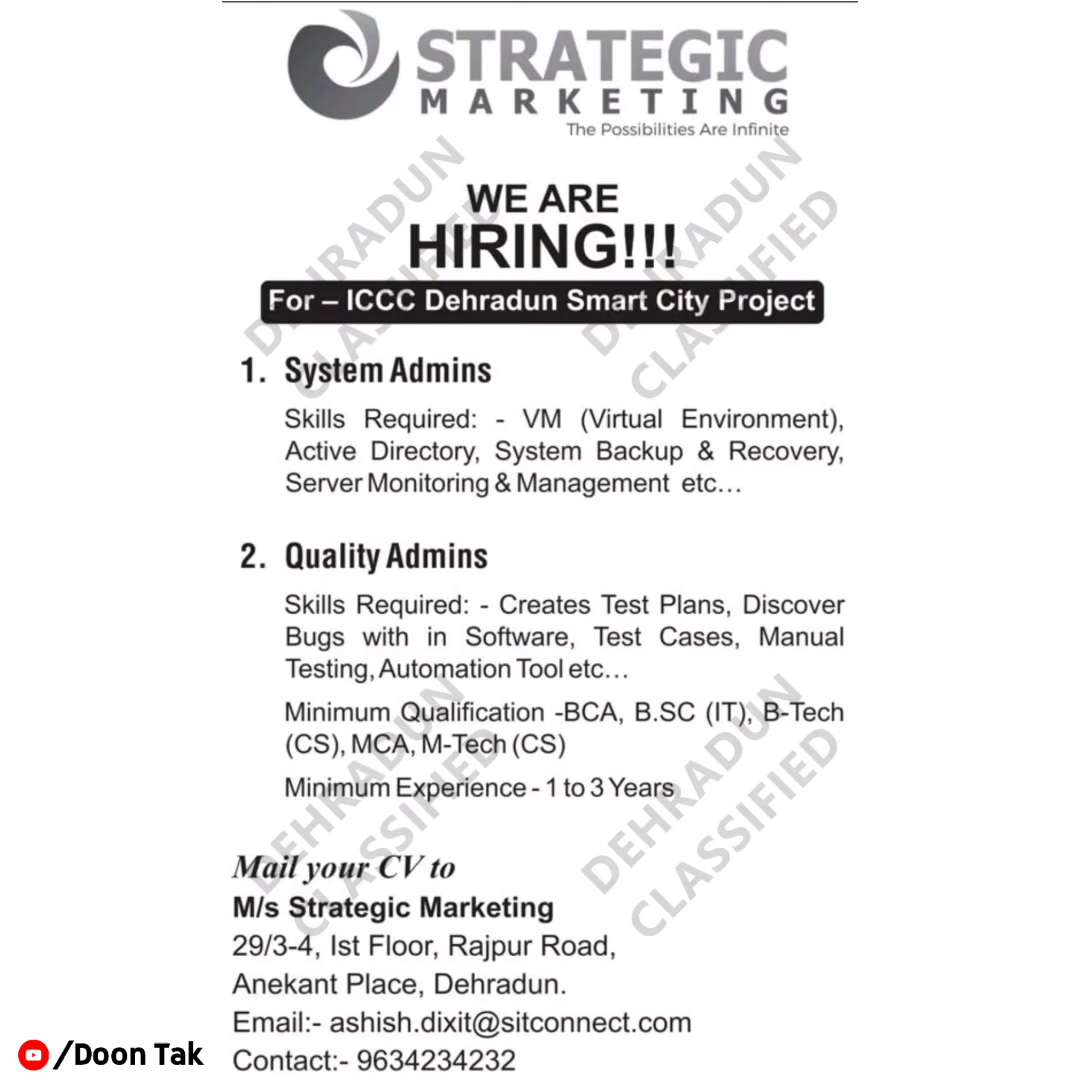 STRATEGIC
MARKETING
The Possibilities Are Infinite
WE ARE
HIRING!!!
For – ICCC Dehradun Smart City Project
1. System Admins
Skills Required: - VM (Virtual Environment),
Active Directory, System Backup & Recovery,
Server Monitoring & Management etc...
2. Quality Admins
Skills Required: - Creates Test Plans, Discover
Bugs with in Software, Test Cases, Manual
Testing, Automation Tool etc...
Minimum Qualification -BCA, B.SC (IT), B-Tech
(CS), MCA, M-Tech (CS)
Minimum Experience - 1 to 3 Years
Mail your CV to
M/s Strategic Marketing
29/3-4, Ist Floor, Rajpur Road,
Anekant Place, Dehradun.
Email:- ashish.dixit@sitconnect.com
Contact:- 9634234232
/Doon Tak
DEHRADUN
CLASSIFIED
DEHRADUN
CLASSIFIED
DEHRADUN
CLASSIFIED
DEHRADUN
CLASSIFIED